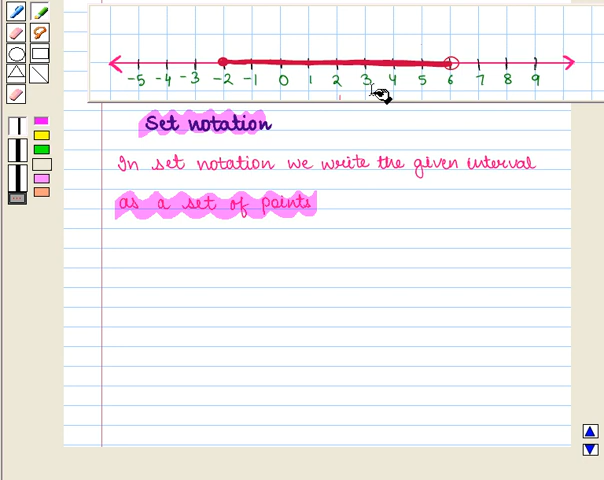 -5 -4 -3 -2 -1 0 1 2 3 4 5 6 7 8 9
Set notation
In set notation we write the given interval
as a set of points